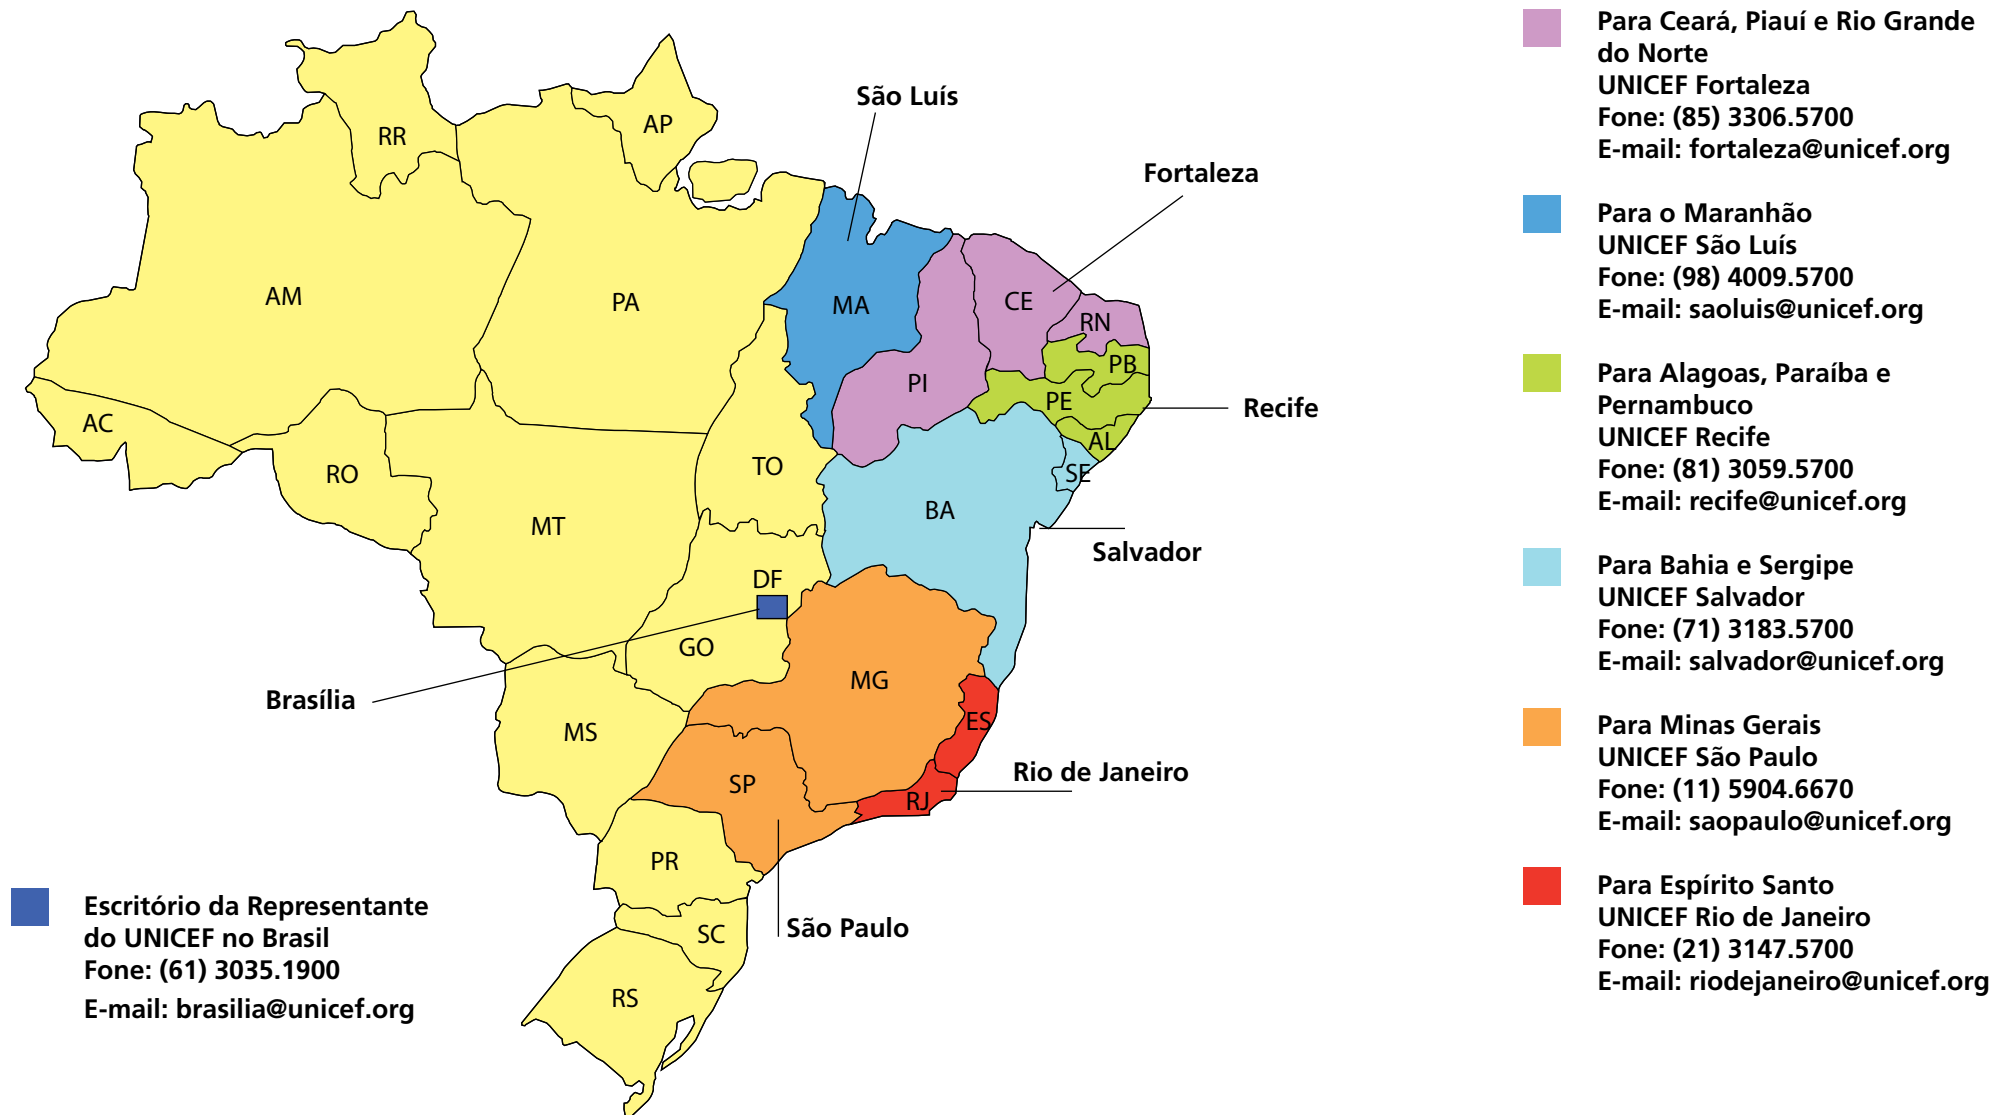 São Luís
Fortaleza
Recife
Salvador
Rio de Janeiro
São Paulo
Brasília
RR
AP
AM
PA
MA
CE
RN
PB
PI
PE
AL
SE
AC
RO
TO
BA
MT
DF
GO
MG
ES
MS
SP
RJ
PR
SC
RS
Escritório da Representante
do UNICEF no Brasil
Fone: (61) 3035.1900
E-mail: brasilia@unicef.org
Para Ceará, Piauí e Rio Grande
do Norte
UNICEF Fortaleza
Fone: (85) 3306.5700
E-mail: fortaleza@unicef.org
Para o Maranhão
UNICEF São Luís
Fone: (98) 4009.5700
E-mail: saoluis@unicef.org
Para Alagoas, Paraíba e
Pernambuco
UNICEF Recife
Fone: (81) 3059.5700
E-mail: recife@unicef.org
Para Bahia e Sergipe
UNICEF Salvador
Fone: (71) 3183.5700
E-mail: salvador@unicef.org
Para Minas Gerais
UNICEF São Paulo
Fone: (11) 5904.6670
E-mail: saopaulo@unicef.org
Para Espírito Santo
UNICEF Rio de Janeiro
Fone: (21) 3147.5700
E-mail: riodejaneiro@unicef.org